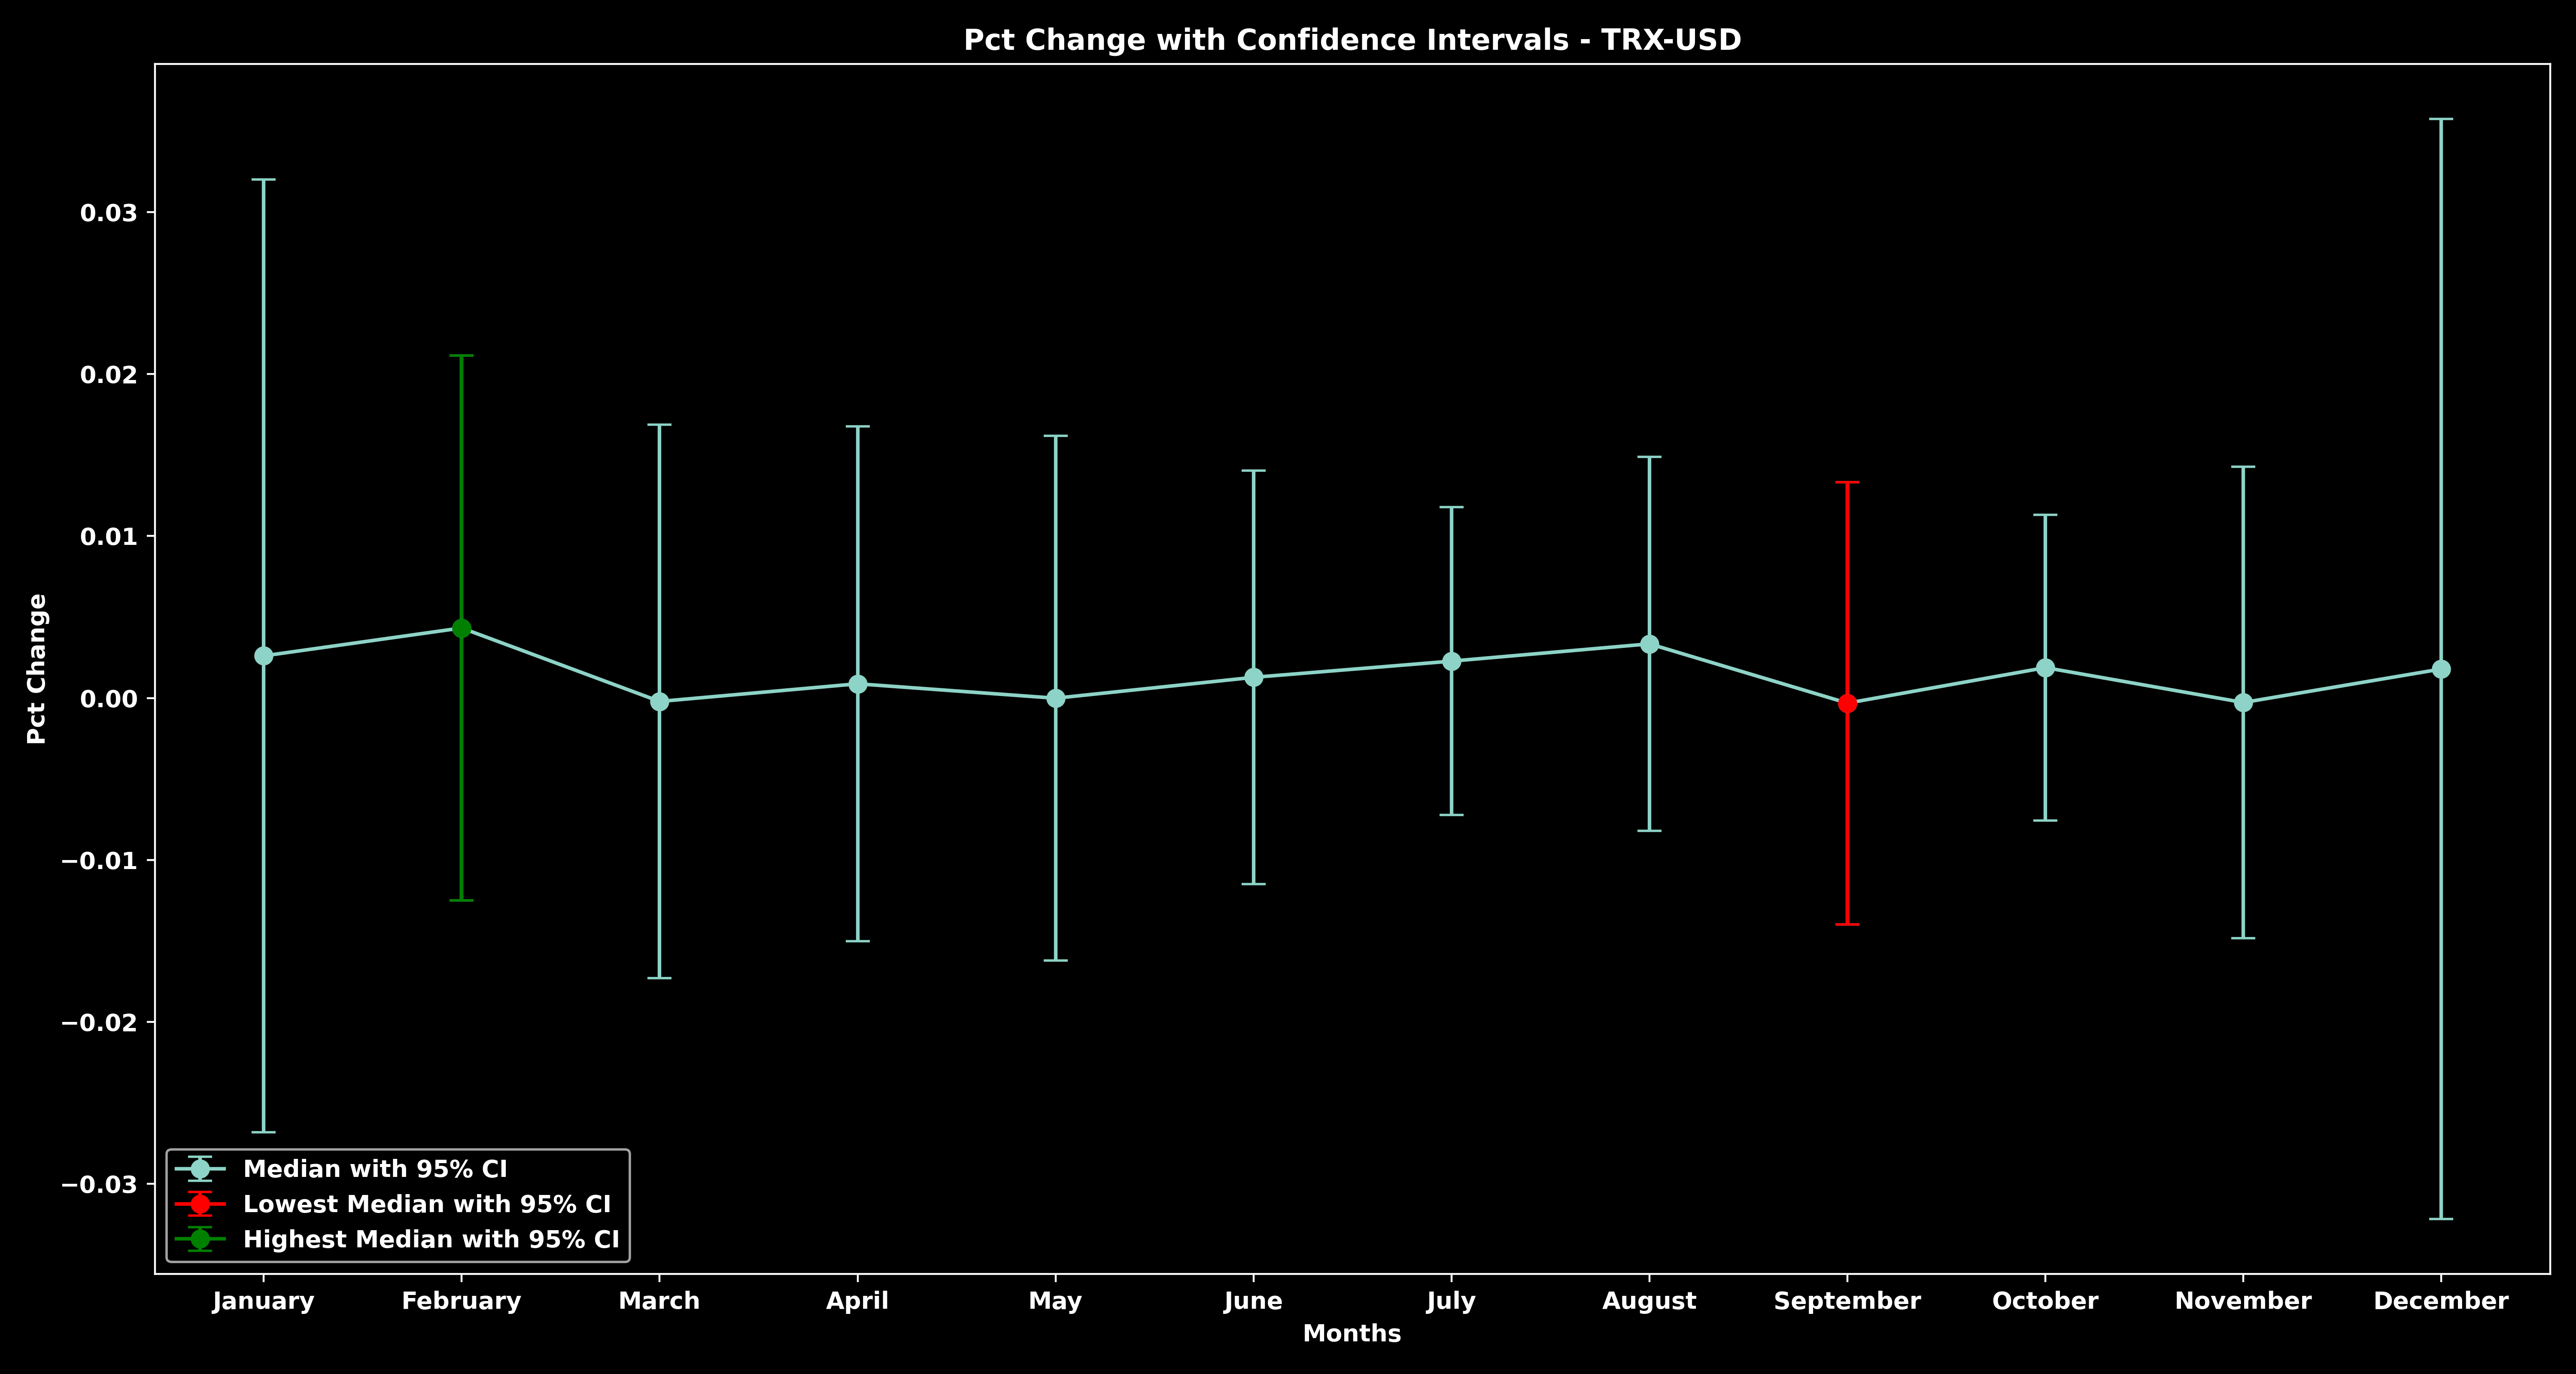 Pct Change with Confidence Intervals - TRX-USD
Pct Change
0.03
0.02
0.01
0.00
−0.01
−0.02
−0.03
Median with 95% CI
Lowest Median with 95% CI
Highest Median with 95% CI
January February March April May June July August September October November December
Months